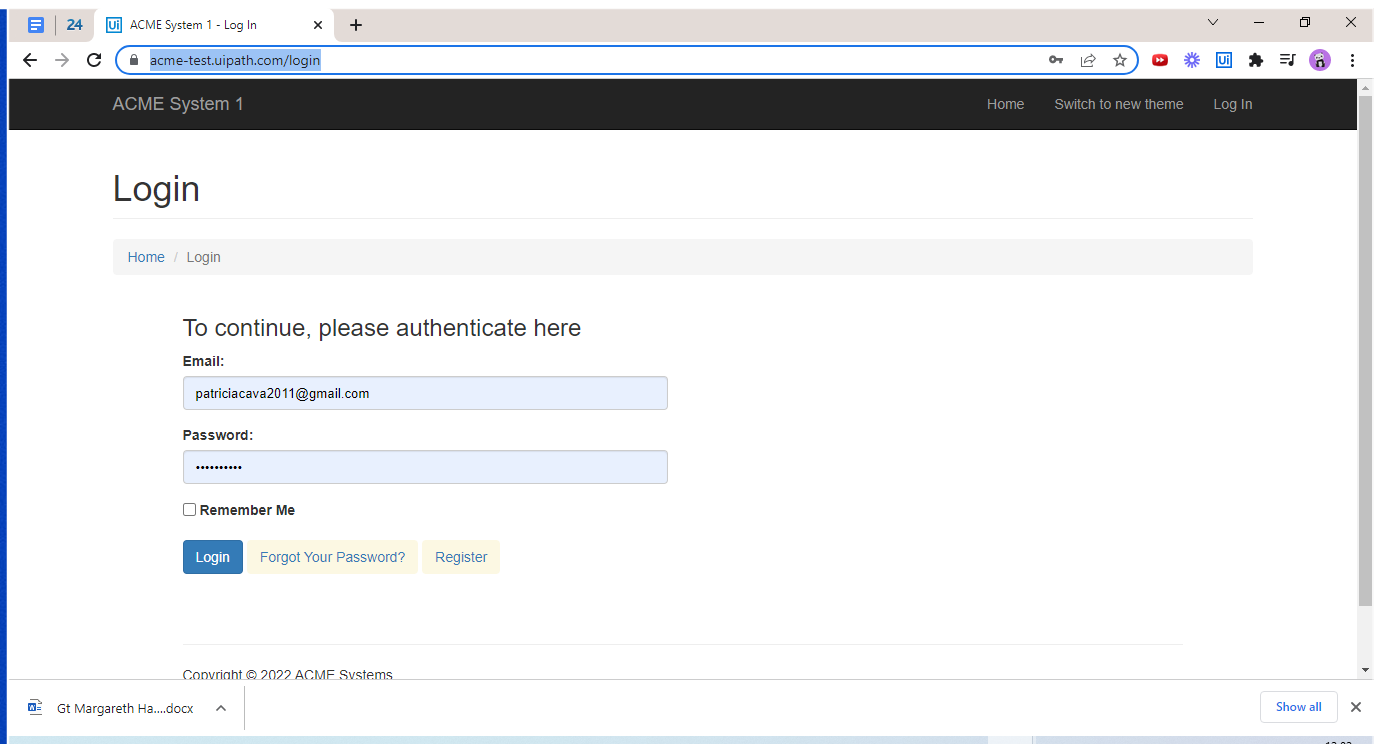 24 Ui ACME System 1 - Log In
acme-test.uipath.com/login
Ui
ACME System 1 Home Switch to new theme Log In
Login
Home / Login
To continue, please authenticate here
Email:
patriciacava2011@gmail.com
Password:
••••••••••
Remember Me
Login Forgot Your Password? Register
Copyright © 2022 ACME Systems
Gt Margareth Ha....docx Show all